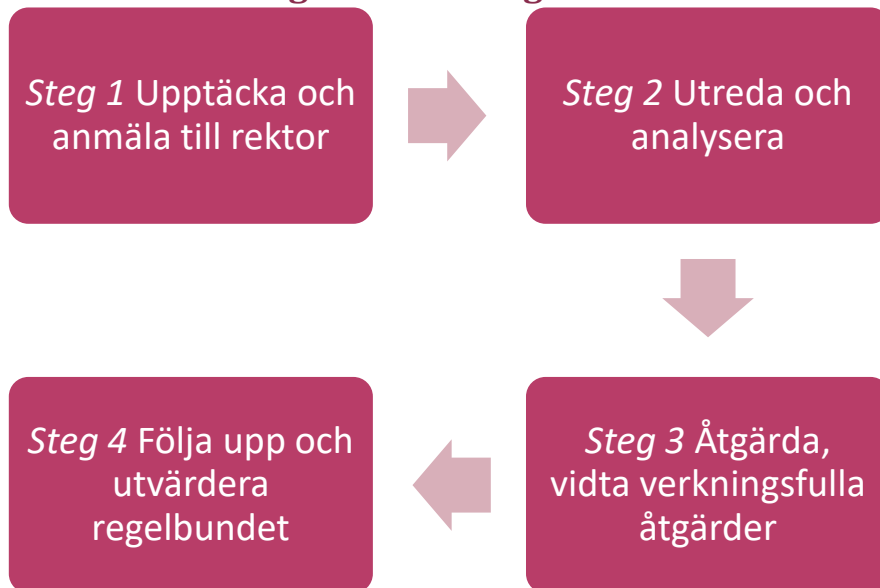 Steg 1 Upptäcka och
anmäla till rektor
Steg 2 Utreda och
analysera
Steg 3 Åtgärda,
vidta verkningsfulla
åtgärder
Steg 4 Följa upp och
utvärdera
regelbundet